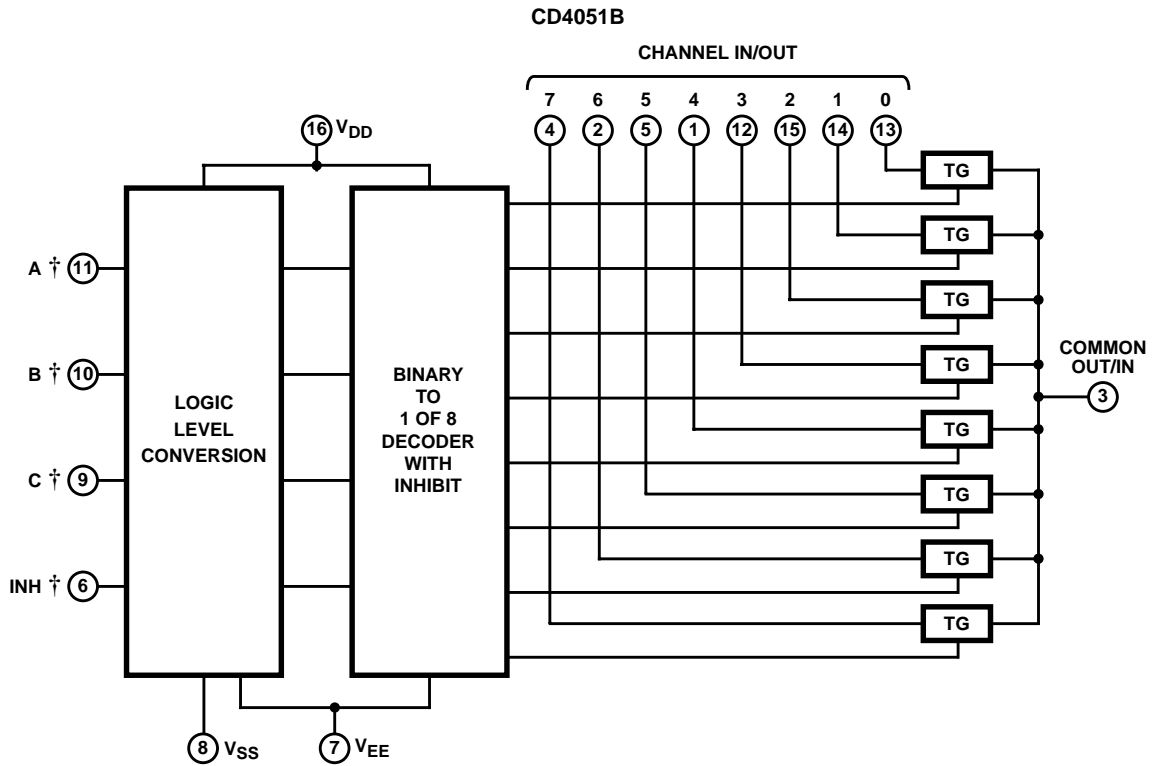 CD4051B
CHANNEL IN/OUT
7 6 5 4 3 2 1 0
4 2 5 1 12 15 14 13
16 VDD
TG
TG
TG
TG
TG
TG
TG
TG
A † 11
B † 10
C † 9
INH † 6
LOGIC
LEVEL
CONVERSION
BINARY
TO
1 OF 8
DECODER
WITH
INHIBIT
COMMON
OUT/IN
3
8 VSS
7 VEE